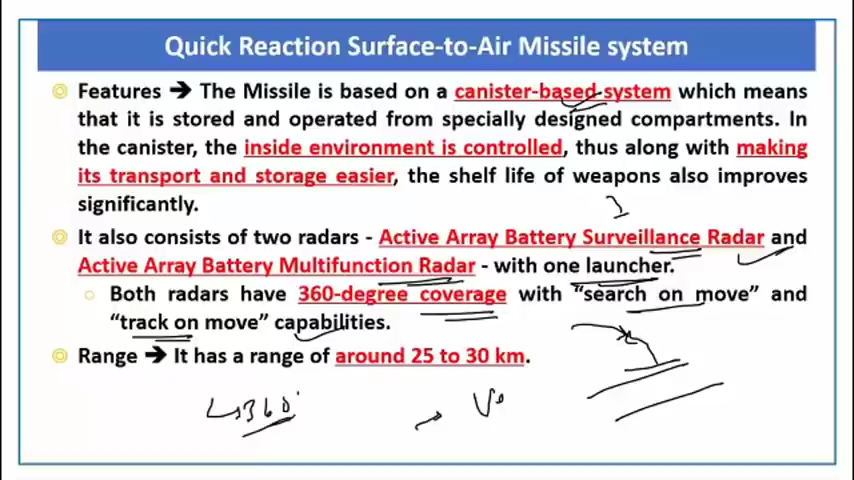 Quick Reaction Surface-to-Air Missile system
Features → The Missile is based on a canister-based system which means
that it is stored and operated from specially designed compartments. In
the canister, the inside environment is controlled, thus along with making
its transport and storage easier, the shelf life of weapons also improves
significantly.
It also consists of two radars - Active Array Battery Surveillance Radar and
Active Array Battery Multifunction Radar - with one launcher.
Both radars have 360-degree coverage with “search on move” and
“track on move” capabilities.
Range → It has a range of around 25 to 30 km.
360°